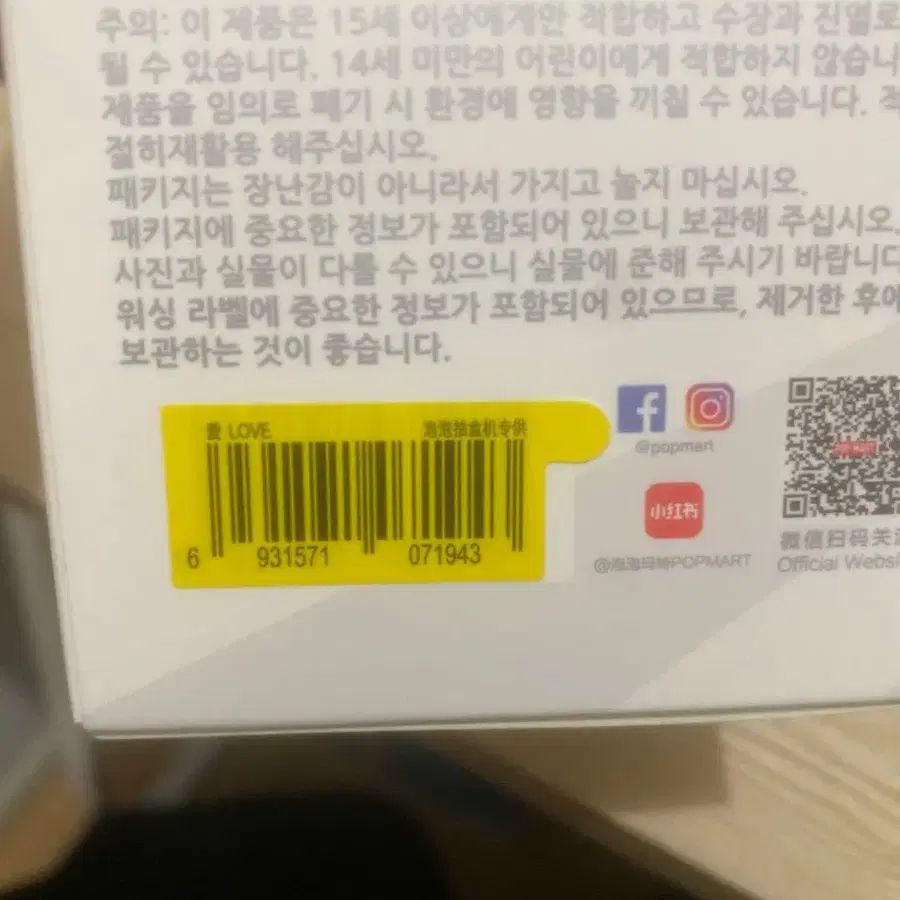 주의: 이 제품은 15세 이상에게만 적합하고 수장과 진열로
될 수 있습니다. 14세 미만의 어린이에게 적합하지 않습니
제품을 임의로 폐기 시 환경에 영향을 끼칠 수 있습니다. 적
절히재활용 해주십시오.
패키지는 장난감이 아니라서 가지고 놀지 마십시오.
패키지에 중요한 정보가 포함되어 있으니 보관해 주십시오.
사진과 실물이 다를 수 있으니 실물에 준해 주시기 바랍니다
워싱 라벨에 중요한 정보가 포함되어 있으므로, 제거한 후에
보관하는 것이 좋습니다.
爱 LOVE 泡泡抽盒机专供
6 931571 071943
@popmart
小红书
@泡泡玛特POPMART
POP MART
微信扫码关注
Official Websi